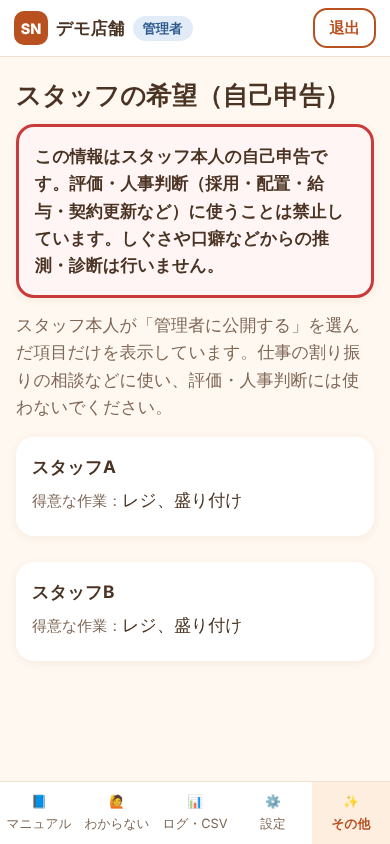 SN デモ店舗 管理者 退出
スタッフの希望（自己申告）
この情報はスタッフ本人の自己申告で
す。評価・人事判断（採用・配置・給
与・契約更新など）に使うことは禁止し
ています。しぐさや口癖などからの推
測・診断は行いません。
スタッフ本人が「管理者に公開する」を選ん
だ項目だけを表示しています。仕事の割り振
りの相談などに使い、評価・人事判断には使
わないでください。
スタッフA
得意な作業：レジ、盛り付け
スタッフB
得意な作業：レジ、盛り付け
マニュアル わからない ログ・CSV 設定 その他